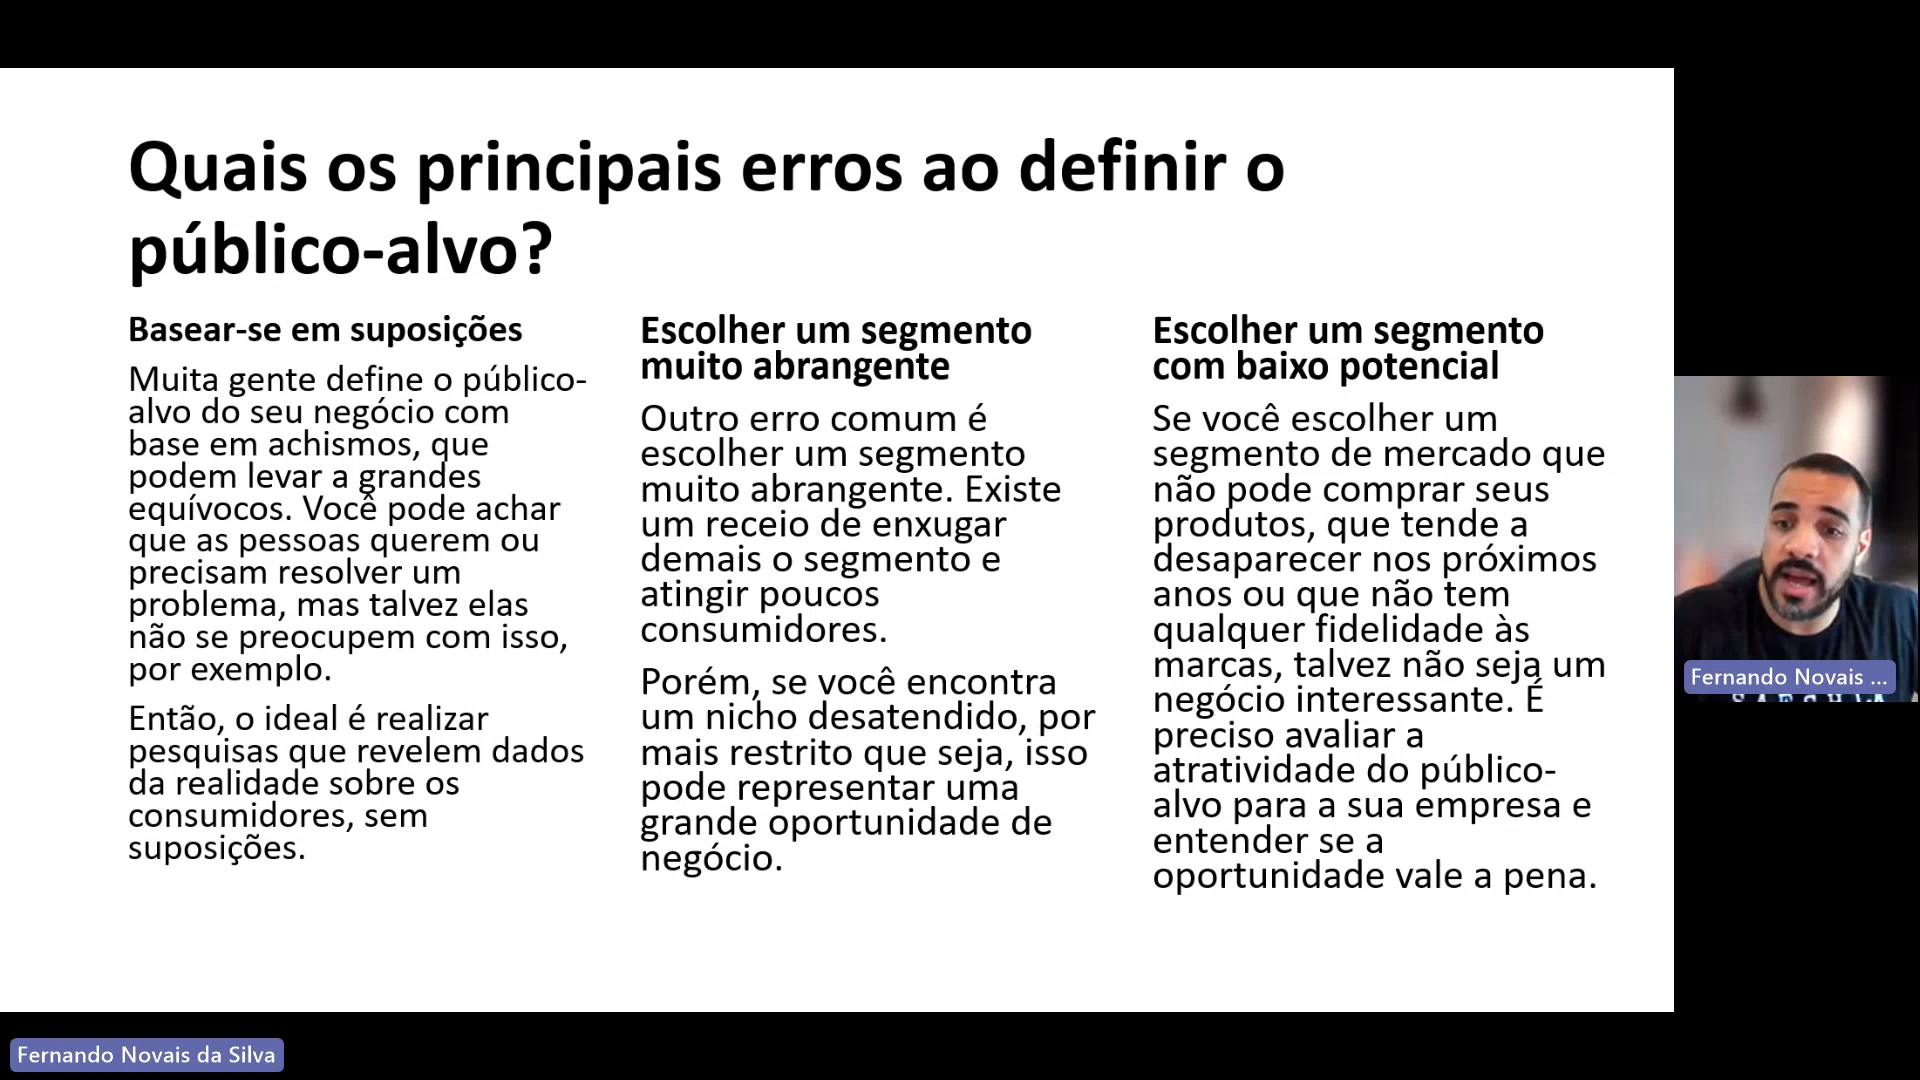 Quais os principais erros ao definir o
público-alvo?
Basear-se em suposições
Muita gente define o público-
alvo do seu negócio com
base em achismos, que
podem levar a grandes
equívocos. Você pode achar
que as pessoas querem ou
precisam resolver um
problema, mas talvez elas
não se preocupem com isso,
por exemplo.
Então, o ideal é realizar
pesquisas que revelem dados
da realidade sobre os
consumidores, sem
suposições.
Escolher um segmento
muito abrangente
Outro erro comum é
escolher um segmento
muito abrangente. Existe
um receio de enxugar
demais o segmento e
atingir poucos
consumidores.
Porém, se você encontra
um nicho desatendido, por
mais restrito que seja, isso
pode representar uma
grande oportunidade de
negócio.
Escolher um segmento
com baixo potencial
Se você escolher um
segmento de mercado que
não pode comprar seus
produtos, que tende a
desaparecer nos próximos
anos ou que não tem
qualquer fidelidade às
marcas, talvez não seja um
negócio interessante. É
preciso avaliar a
atratividade do público-
alvo para a sua empresa e
entender se a
oportunidade vale a pena.
Fernando Novais ...
Fernando Novais da Silva